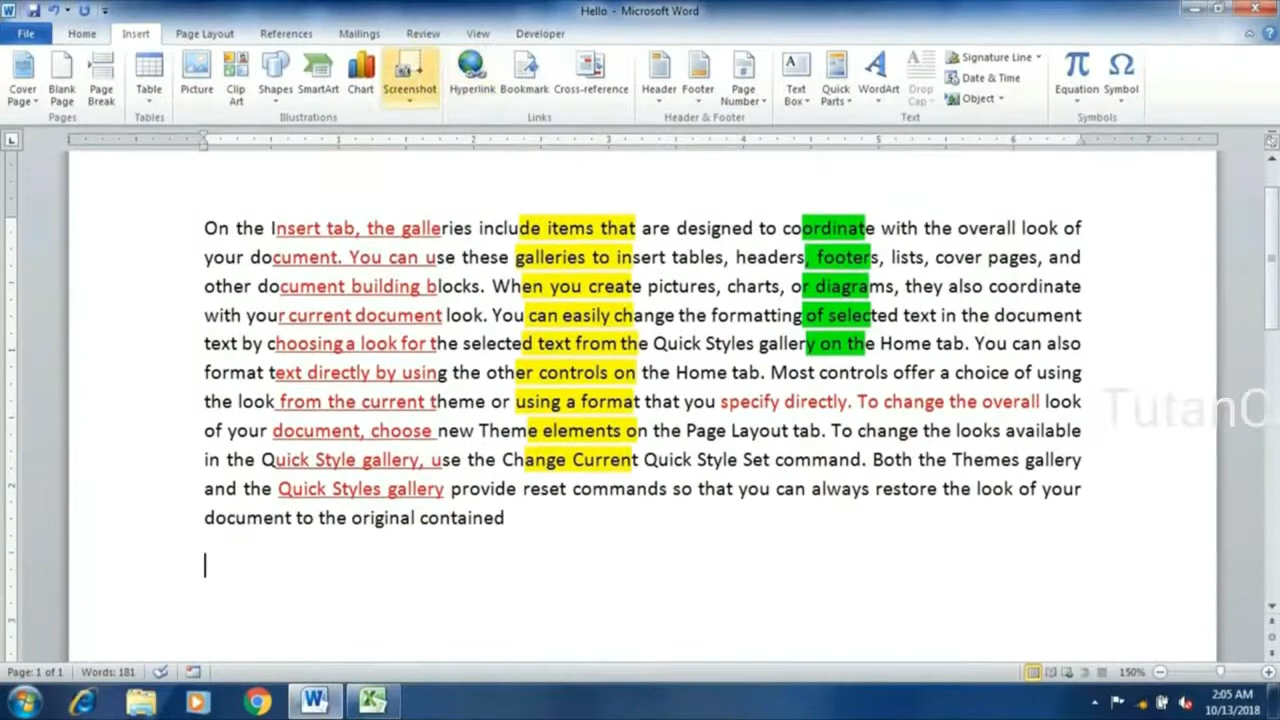 Hello - Microsoft Word
File Home Insert Page Layout References Mailings Review View Developer
Cover Page Blank Page Page Break Table Picture Clip Art Shapes SmartArt Chart Screenshot Hyperlink Bookmark Cross-reference Header Footer Page Number Text Box Quick Parts WordArt Drop Cap Signature Line Date & Time Object Equation Symbol
Pages Tables Illustrations Links Header & Footer Text Symbols
1 2 3 4 5 6 7
On the Insert tab, the galleries include items that are designed to coordinate with the overall look of
your document. You can use these galleries to insert tables, headers, footers, lists, cover pages, and
other document building blocks. When you create pictures, charts, or diagrams, they also coordinate
with your current document look. You can easily change the formatting of selected text in the document
text by choosing a look for the selected text from the Quick Styles gallery on the Home tab. You can also
format text directly by using the other controls on the Home tab. Most controls offer a choice of using
the look from the current theme or using a format that you specify directly. To change the overall look
of your document, choose new Theme elements on the Page Layout tab. To change the looks available
in the Quick Style gallery, use the Change Current Quick Style Set command. Both the Themes gallery
and the Quick Styles gallery provide reset commands so that you can always restore the look of your
document to the original contained
TutanO
Page: 1 of 1 Words: 181 150%
2:05 AM
10/13/2018